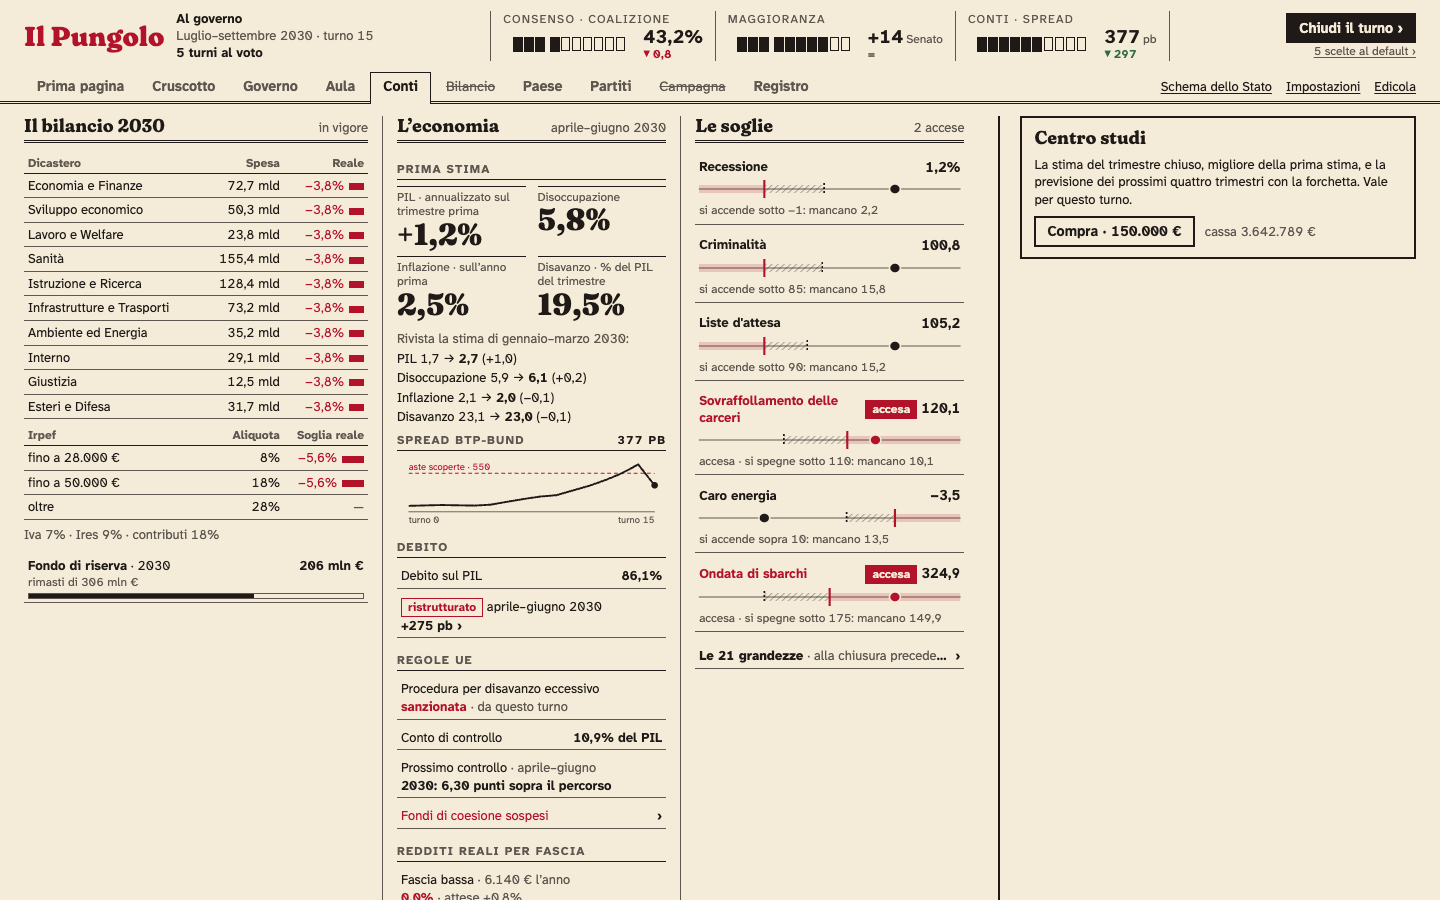 Il Pungolo
Al governo
Luglio–settembre 2030 · turno 15
5 turni al voto
CONSENSO · COALIZIONE
43,2%
▼ 0,8
MAGGIORANZA
+14 Senato
=
CONTI · SPREAD
377 pb
▼ 297
Chiudi il turno ›
5 scelte al default ›
Prima pagina
Cruscotto
Governo
Aula
Conti
Bilancio
Paese
Partiti
Campagna
Registro
Schema dello Stato
Impostazioni
Edicola
Il bilancio 2030 in vigore
Dicastero Spesa Reale
Economia e Finanze 72,7 mld −3,8%
Sviluppo economico 50,3 mld −3,8%
Lavoro e Welfare 23,8 mld −3,8%
Sanità 155,4 mld −3,8%
Istruzione e Ricerca 128,4 mld −3,8%
Infrastrutture e Trasporti 73,2 mld −3,8%
Ambiente ed Energia 35,2 mld −3,8%
Interno 29,1 mld −3,8%
Giustizia 12,5 mld −3,8%
Esteri e Difesa 31,7 mld −3,8%
Irpef Aliquota Soglia reale
fino a 28.000 € 8% −5,6%
fino a 50.000 € 18% −5,6%
oltre 28% —
Iva 7% · Ires 9% · contributi 18%
Fondo di riserva · 2030 206 mln €
rimasti di 306 mln €
L’economia aprile–giugno 2030
PRIMA STIMA
PIL · annualizzato sul
trimestre prima
+1,2%
Disoccupazione
5,8%
Inflazione · sull’anno
prima
2,5%
Disavanzo · % del PIL
del trimestre
19,5%
Rivista la stima di gennaio–marzo 2030:
PIL 1,7 → 2,7 (+1,0)
Disoccupazione 5,9 → 6,1 (+0,2)
Inflazione 2,1 → 2,0 (−0,1)
Disavanzo 23,1 → 23,0 (−0,1)
SPREAD BTP-BUND 377 PB
aste scoperte · 550
turno 0 turno 15
DEBITO
Debito sul PIL 86,1%
ristrutturato aprile–giugno 2030
+275 pb ›
REGOLE UE
Procedura per disavanzo eccessivo
sanzionata · da questo turno
Conto di controllo 10,9% del PIL
Prossimo controllo · aprile–giugno
2030: 6,30 punti sopra il percorso
Fondi di coesione sospesi ›
REDDITI REALI PER FASCIA
Fascia bassa · 6.140 € l’anno
0,0% · attese +0,8%
Le soglie 2 accese
Recessione 1,2%
si accende sotto −1: mancano 2,2
Criminalità 100,8
si accende sotto 85: mancano 15,8
Liste d'attesa 105,2
si accende sotto 90: mancano 15,2
Sovraffollamento delle
carceri
accesa 120,1
accesa · si spegne sotto 110: mancano 10,1
Caro energia −3,5
si accende sopra 10: mancano 13,5
Ondata di sbarchi accesa 324,9
accesa · si spegne sotto 175: mancano 149,9
Le 21 grandezze · alla chiusura precede... ›
Centro studi
La stima del trimestre chiuso, migliore della prima stima, e la
previsione dei prossimi quattro trimestri con la forchetta. Vale
per questo turno.
Compra · 150.000 € cassa 3.642.789 €